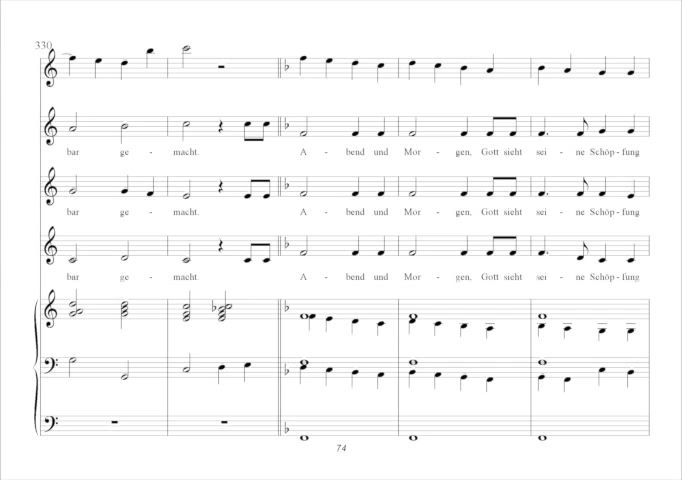 330
bar ge - macht. A - bend und Mor - gen, Gott sieht sei - ne Schöp - fung
bar ge - macht. A - bend und Mor - gen, Gott sieht sei - ne Schöp - fung
bar ge - macht. A - bend und Mor - gen, Gott sieht sei - ne Schöp - fung
74